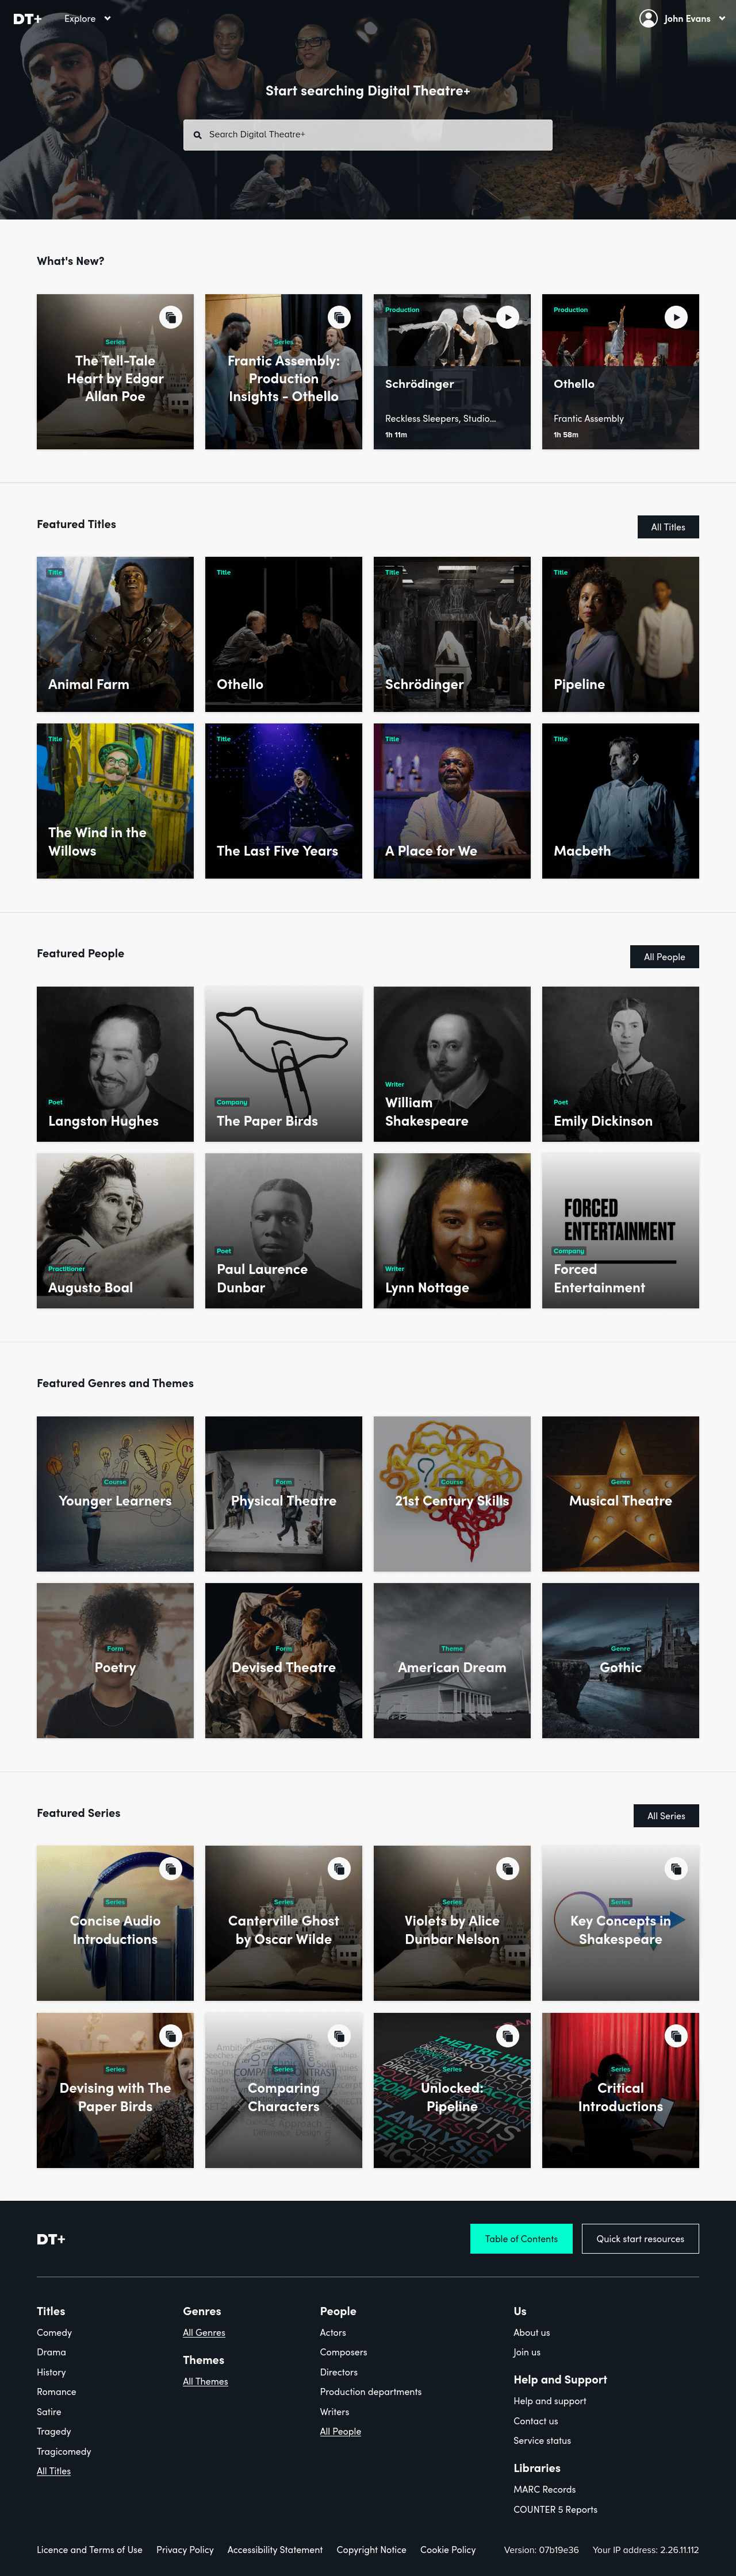 DT+ Explore John Evans
Start searching Digital Theatre+
Search Digital Theatre+
What's New?
Series
The Tell-Tale
Heart by Edgar
Allan Poe
Series
Frantic Assembly:
Production
Insights - Othello
Production
Schrödinger
Reckless Sleepers, Studio...
1h 11m
Production
Othello
Frantic Assembly
1h 58m
Featured Titles
All Titles
Title
Animal Farm
Title
Othello
Title
Schrödinger
Title
Pipeline
Title
The Wind in the
Willows
Title
The Last Five Years
Title
A Place for We
Title
Macbeth
Featured People
All People
Poet
Langston Hughes
Company
The Paper Birds
Writer
William
Shakespeare
Poet
Emily Dickinson
Practitioner
Augusto Boal
Poet
Paul Laurence
Dunbar
Writer
Lynn Nottage
FORCED
ENTERTAINMENT
Company
Forced
Entertainment
Featured Genres and Themes
Course
Younger Learners
Form
Physical Theatre
Course
21st Century Skills
Genre
Musical Theatre
Form
Poetry
Form
Devised Theatre
Theme
American Dream
Genre
Gothic
Featured Series
All Series
Series
Concise Audio
Introductions
Series
Canterville Ghost
by Oscar Wilde
Series
Violets by Alice
Dunbar Nelson
Series
Key Concepts in
Shakespeare
Series
Devising with The
Paper Birds
Series
Comparing
Characters
Series
Unlocked:
Pipeline
Series
Critical
Introductions
DT+
Table of Contents
Quick start resources
Titles
Comedy
Drama
History
Romance
Satire
Tragedy
Tragicomedy
All Titles
Genres
All Genres
Themes
All Themes
People
Actors
Composers
Directors
Production departments
Writers
All People
Us
About us
Join us
Help and Support
Help and support
Contact us
Service status
Libraries
MARC Records
COUNTER 5 Reports
Licence and Terms of Use Privacy Policy Accessibility Statement Copyright Notice Cookie Policy Version: 07b19e36 Your IP address: 2.26.11.112